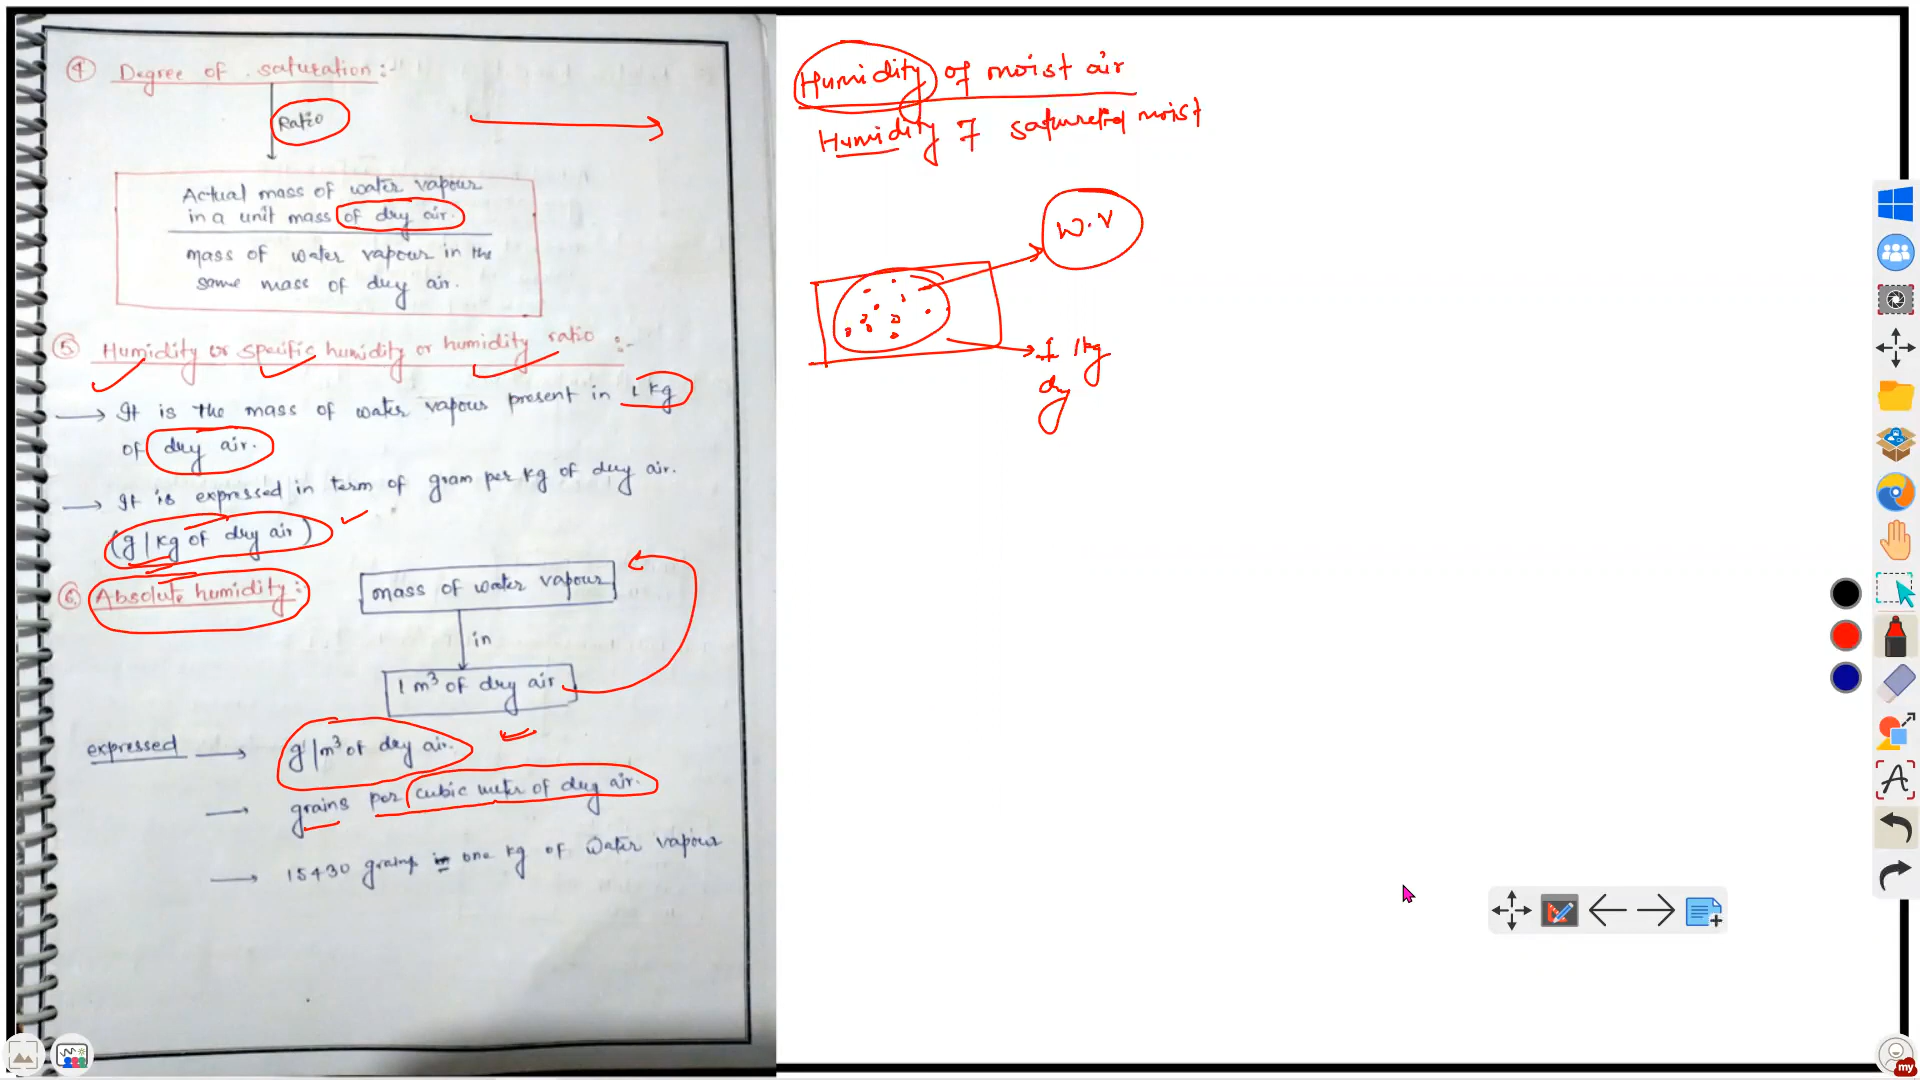 ④ Degree of saturation:-
Ratio
Actual mass of water vapour
in a unit mass of dry air.
mass of water vapour in the
same mass of dry air.
⑤ Humidity or specific humidity or humidity ratio :-
→ It is the mass of water vapour present in 1 kg
of dry air.
→ It is expressed in term of gram per kg of dry air.
(g/kg of dry air)
⑥ Absolute humidity:
mass of water vapour
in
1 m³ of dry air
expressed → g/m³ of dry air.
→ grains per cubic meter of dry air.
→ 15430 grains in one kg of water vapour
Humidity of moist air
Humidity of saturated moist
W.V
1 kg
dry
my